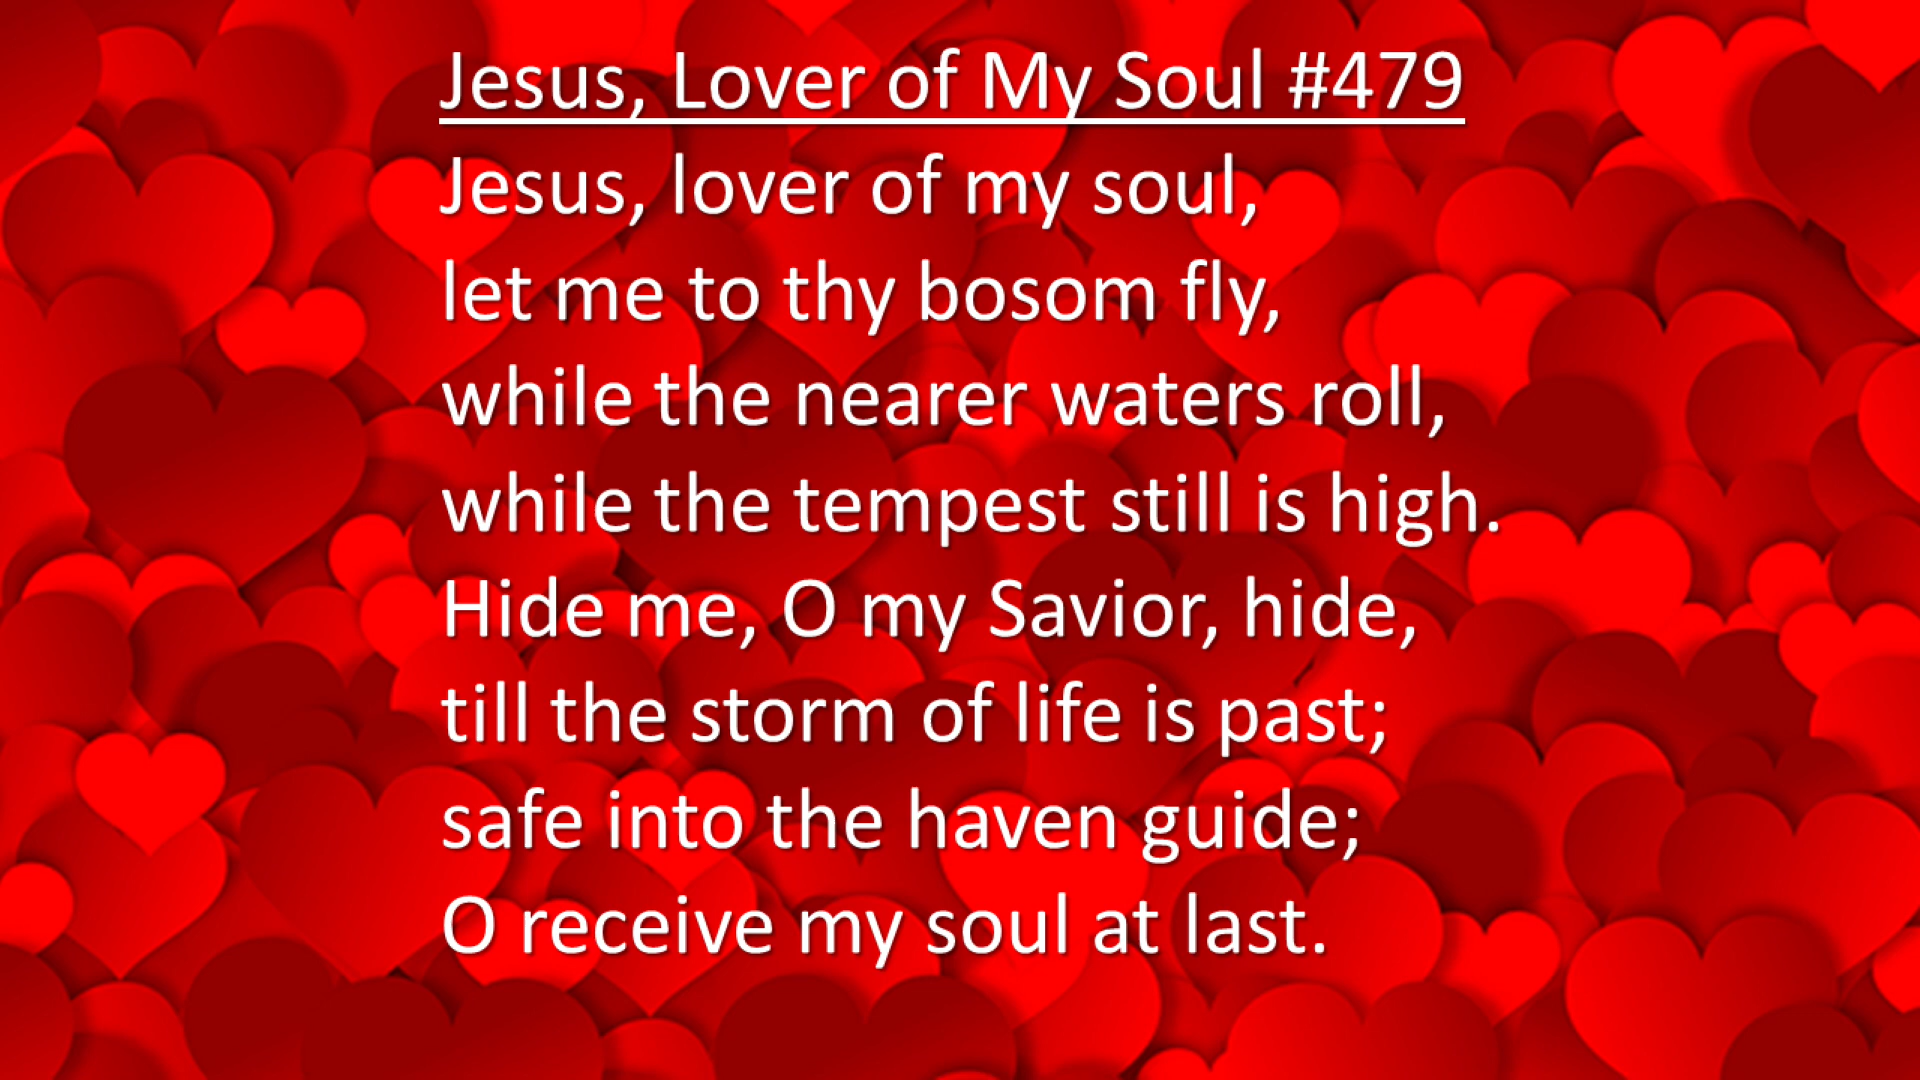 Jesus, Lover of My Soul #479
Jesus, lover of my soul,
let me to thy bosom fly,
while the nearer waters roll,
while the tempest still is high.
Hide me, O my Savior, hide,
till the storm of life is past;
safe into the haven guide;
O receive my soul at last.